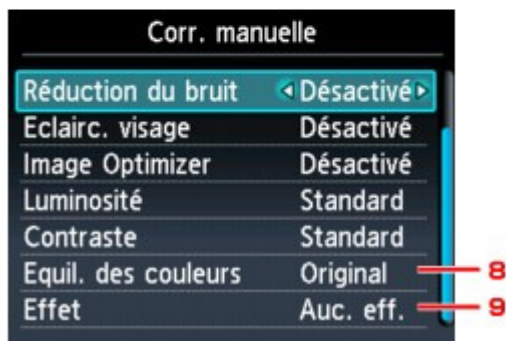 Corr. manuelle
Réduction du bruit Désactivé
Eclairc. visage Désactivé
Image Optimizer Désactivé
Luminosité Standard
Contraste Standard
Equil. des couleurs Original 8
Effet Auc. eff. 9